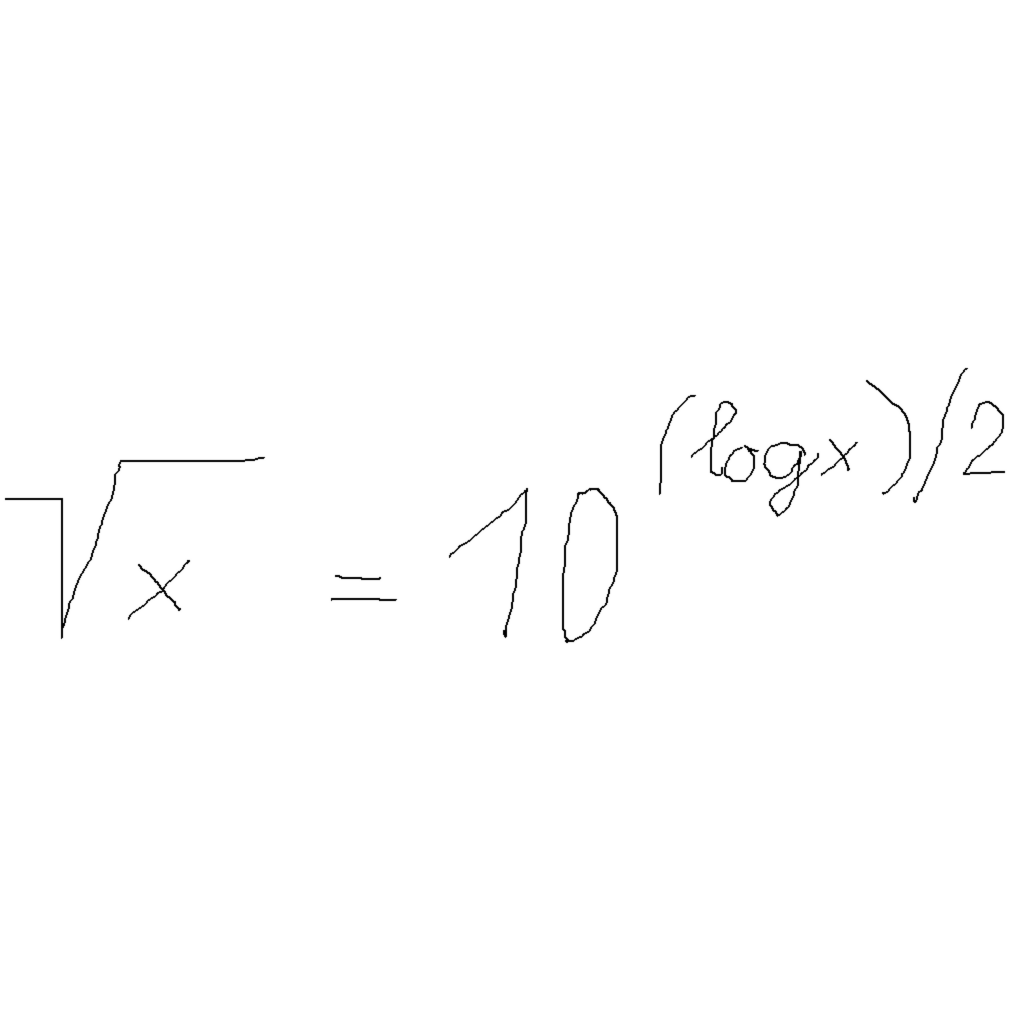 √x = 10^((log x)/2)